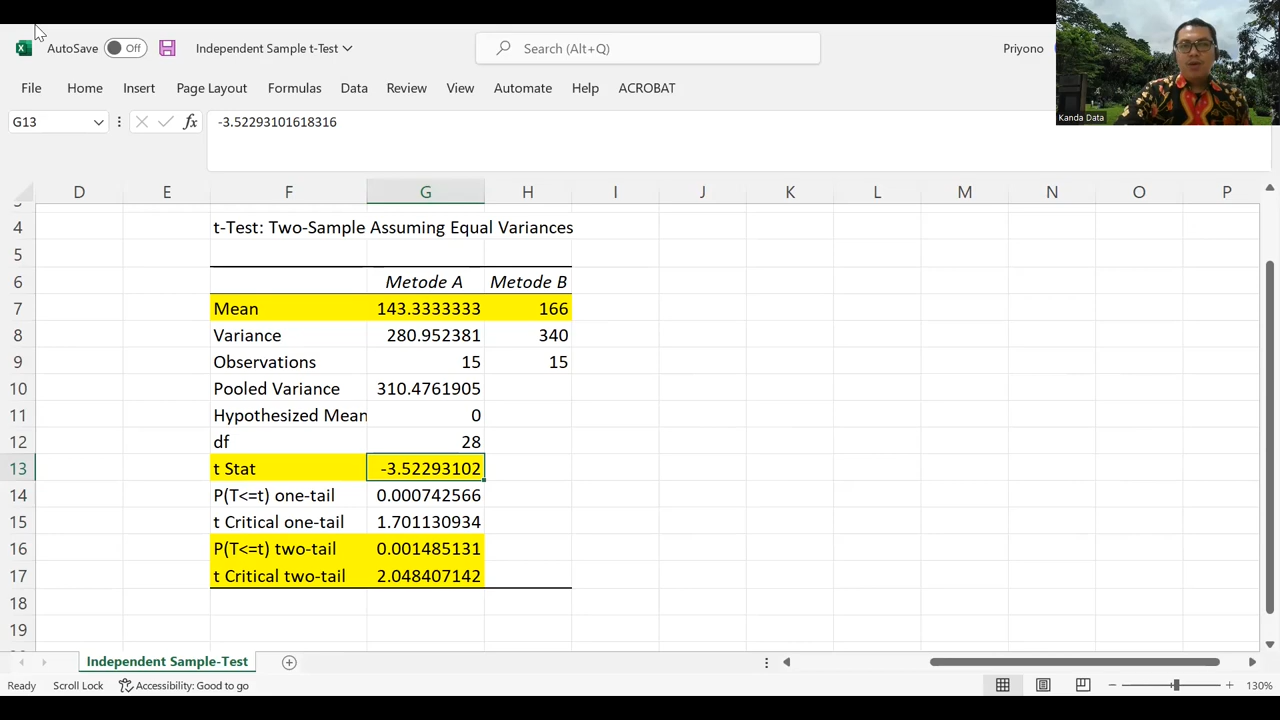 AutoSave Off Independent Sample t-Test Search (Alt+Q) Priyono
File Home Insert Page Layout Formulas Data Review View Automate Help ACROBAT
Kanda Data
G13 fx -3.52293101618316
D E F G H I J K L M N O P
4 t-Test: Two-Sample Assuming Equal Variances
5
6 Metode A Metode B
7 Mean 143.3333333 166
8 Variance 280.952381 340
9 Observations 15 15
10 Pooled Variance 310.4761905
11 Hypothesized Mean 0
12 df 28
13 t Stat -3.52293102
14 P(T<=t) one-tail 0.000742566
15 t Critical one-tail 1.701130934
16 P(T<=t) two-tail 0.001485131
17 t Critical two-tail 2.048407142
18
19
Independent Sample-Test
Ready Scroll Lock Accessibility: Good to go 130%